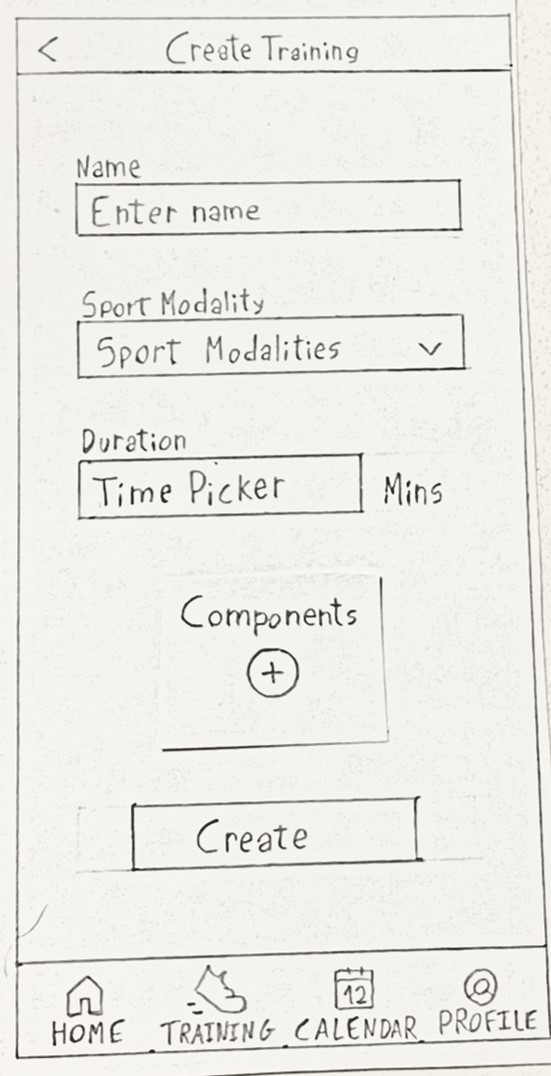 < Create Training
Name
Enter name
Sport Modality
Sport Modalities
Duration
Time Picker Mins
Components
+
Create
12 @
HOME TRAINING CALENDAR PROFILE